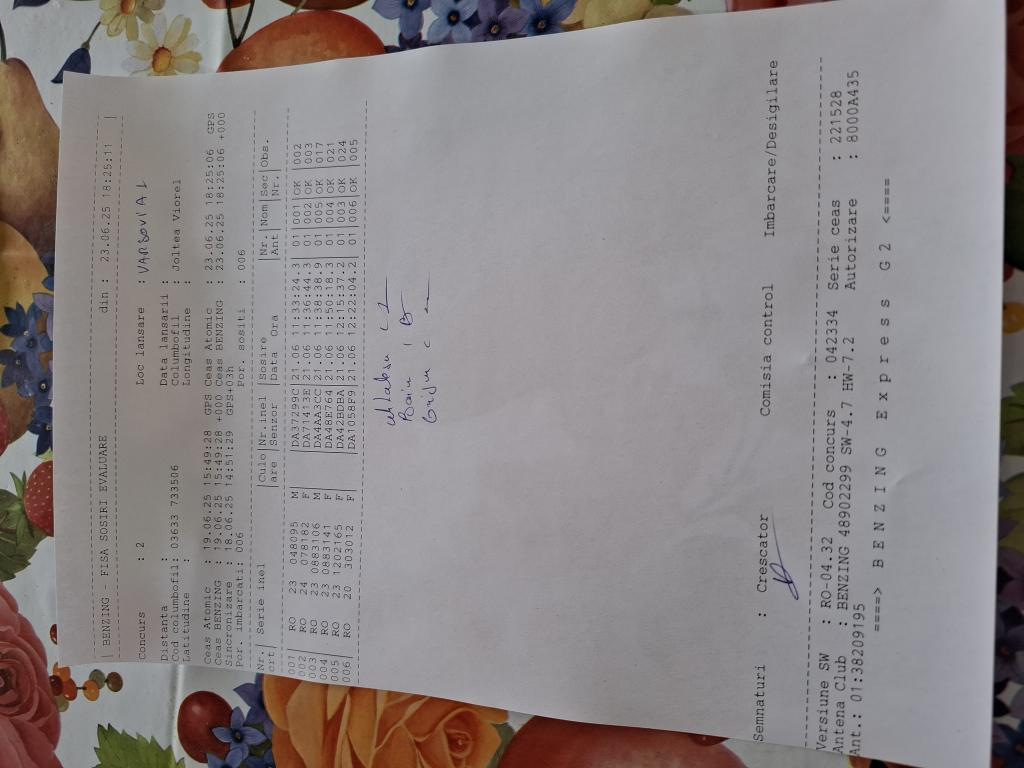 BENZING FISA SOSIRI EVALUARE din : 23.06.25 18:25:11 |
Concurs : 2 Loc lansare : VARSOVIA 1
Distanta : Data lansarii :
Cod columbofil: 03633 733506 Columbofil : Joltea Viorel
Latitudine : Longitudine :
Ceas Atomic : 19.06.25 15:49:28 GPS Ceas Atomic : 23.06.25 18:25:06 GPS
Ceas BENZING : 19.06.25 15:49:28 +000 Ceas BENZING : 23.06.25 18:25:06 +000
Sincronizare : 18.06.25 14:51:29 GPS+03h
Por. imbarcati: 006 Por. sositi : 006
Nr| Serie inel |Culo|Nr.inel |Sosire |Nr |Nom|Sec|Obs.
crt |are |Senzor |Data Ora |Ant| |Nr.|
001| RO 23 048095 M |DA37299C|21.06 11:33:24.3| 01|001|OK |002
002| RO 24 078182 F |DA71413E|21.06 11:36:44.3| 01|002|OK |003
003| RO 23 0883106 M |DA4AA3CC|21.06 11:38:38.9| 01|005|OK |017
004| RO 23 0883141 F |DA48E764|21.06 11:50:18.3| 01|004|OK |021
005| RO 23 1202165 F |DA42EDEA|21.06 12:15:37.2| 01|003|OK |024
006| RO 20 303012 F |DA1058F9|21.06 12:22:04.2| 01|006|OK |005
Semnaturi : Crescator Comisia control Imbarcare/Desigilare
Versiune SW : RO-04.32 Cod concurs : 042334 Serie ceas : 221528
Antena Club : BENZING 48902299 SW-4.7 HW-7.2 Autorizare : 8000A435
Ant.: 01:38209195
====> B E N Z I N G E x p r e s s G 2 <====